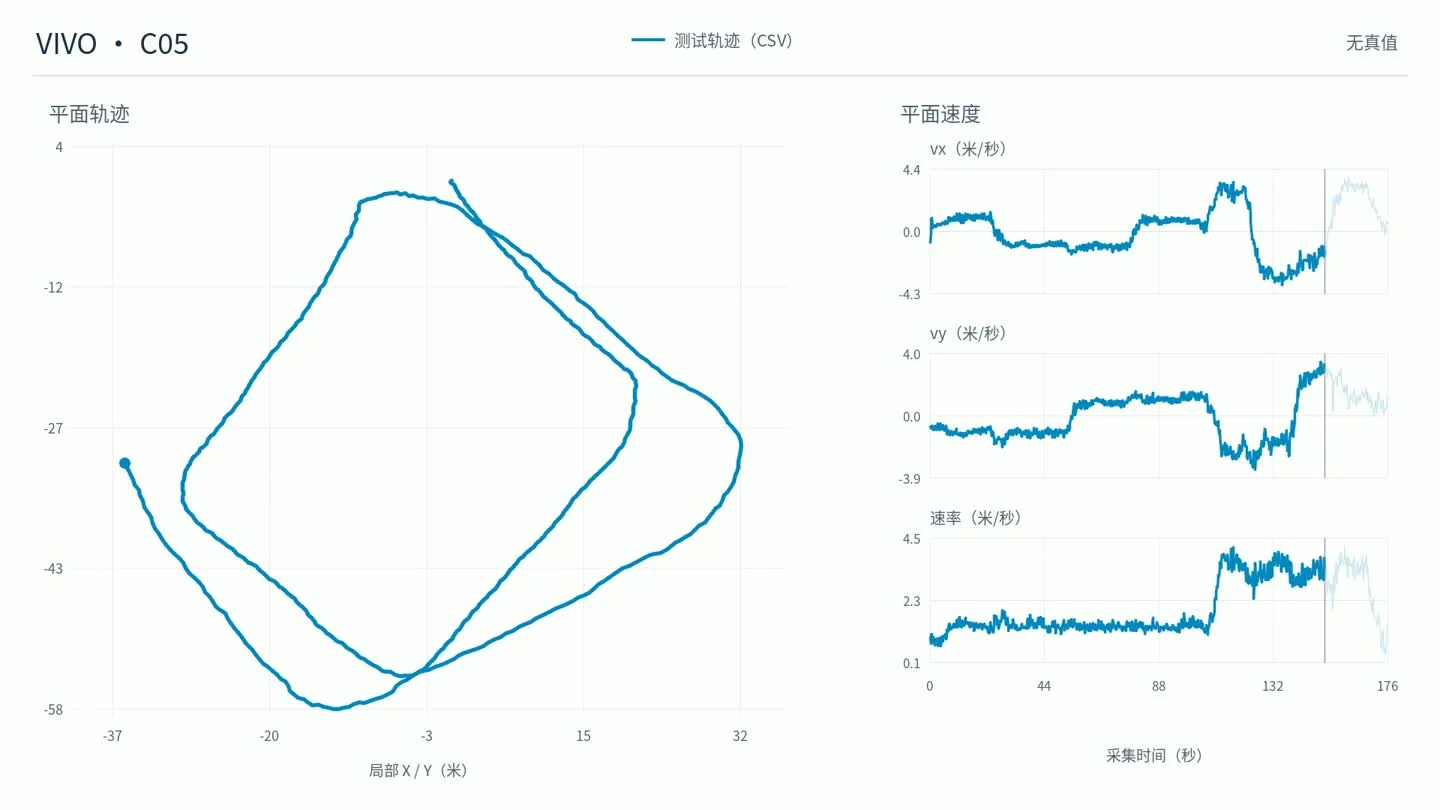 VIVO · C05
测试轨迹（CSV）
无真值
平面轨迹
4
-12
-27
-43
-58
-37 -20 -3 15 32
局部 X / Y（米）
平面速度
vx（米/秒）
4.4
0.0
-4.3
vy（米/秒）
4.0
0.0
-3.9
速率（米/秒）
4.5
2.3
0.1
0 44 88 132 176
采集时间（秒）